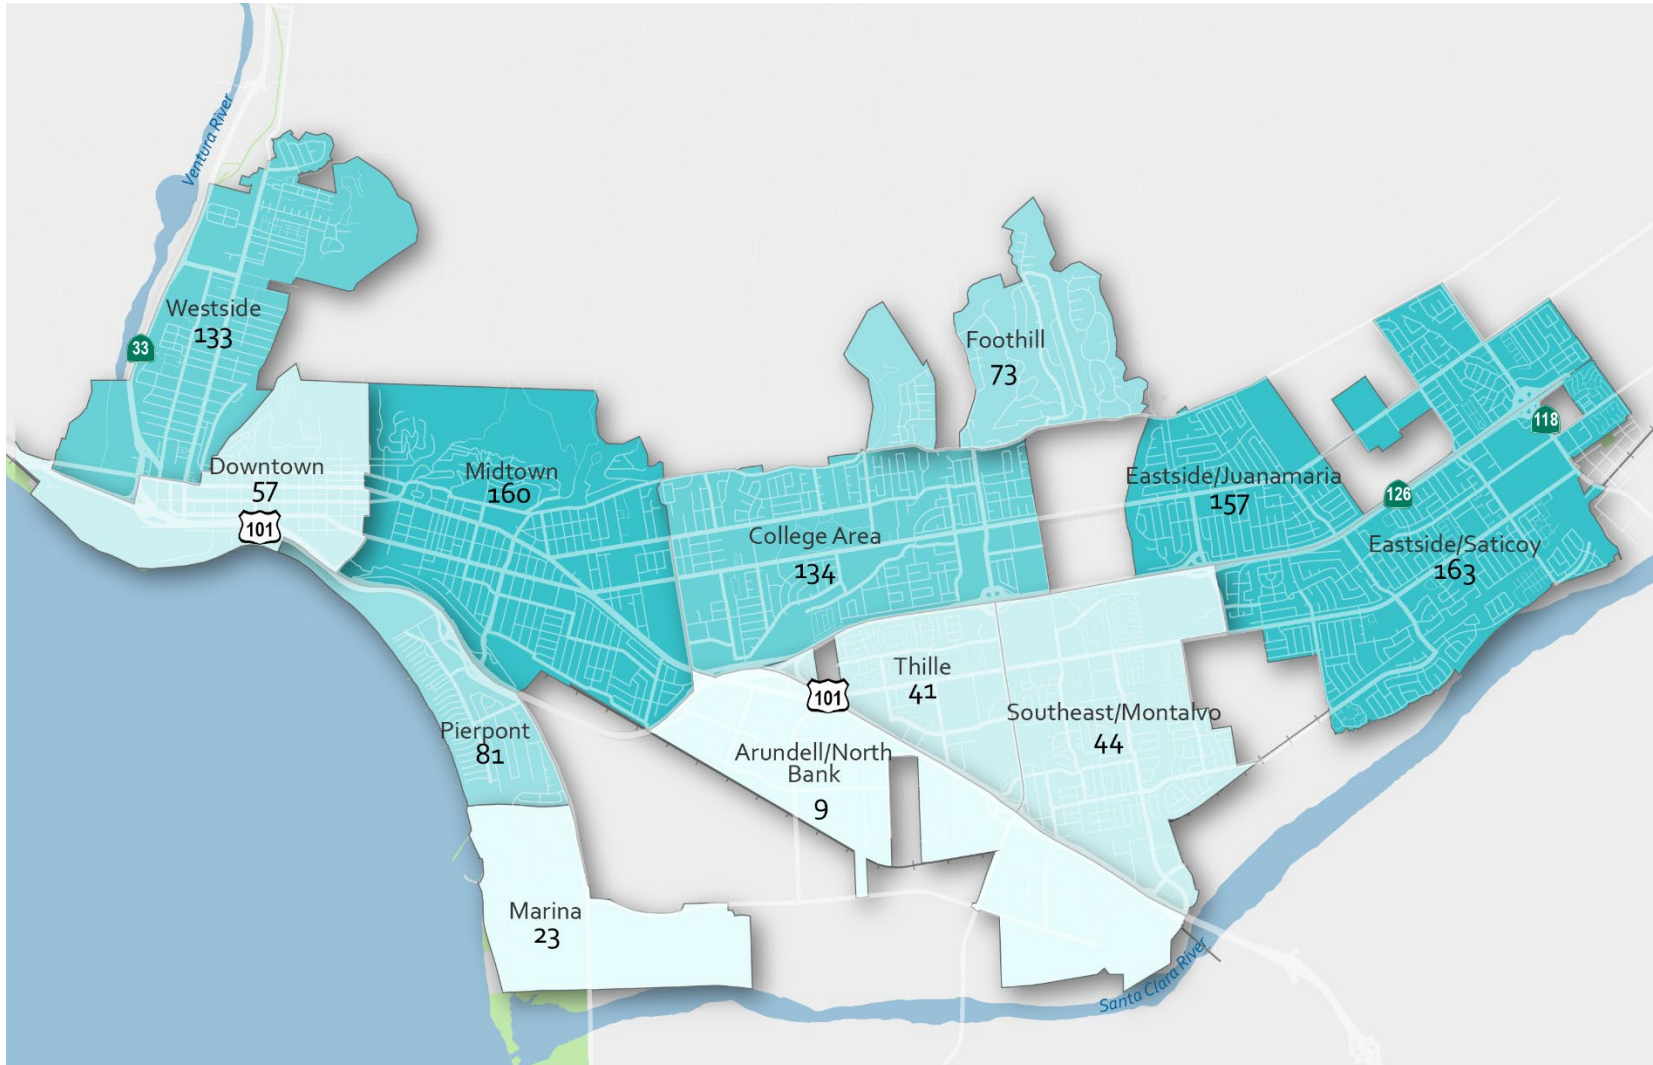 Ventura River
Westside
133
33
Foothill
73
118
Downtown
57
101
Midtown
160
Eastside/Juanamaria
157
126
College Area
134
Eastside/Saticoy
163
Thille
41
101
Southeast/Montalvo
44
Pierpont
81
Arundell/North
Bank
9
Marina
23
Santa Clara River